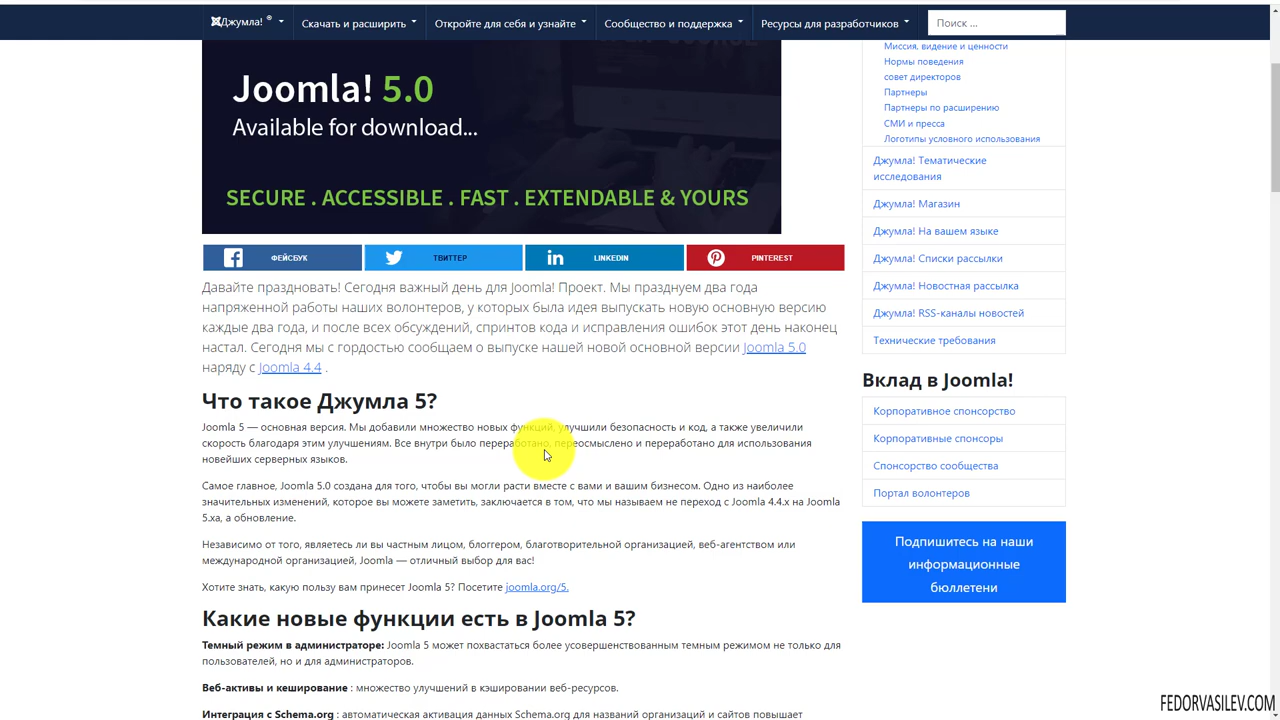 Джумла! ®
Скачать и расширить
Откройте для себя и узнайте
Сообщество и поддержка
Ресурсы для разработчиков
Поиск ...
Joomla! 5.0
Available for download...
SECURE . ACCESSIBLE . FAST . EXTENDABLE & YOURS
ФЕЙСБУК
ТВИТТЕР
LINKEDIN
PINTEREST
Давайте праздновать! Сегодня важный день для Joomla! Проект. Мы празднуем два года
напряженной работы наших волонтеров, у которых была идея выпускать новую основную версию
каждые два года, и после всех обсуждений, спринтов кода и исправления ошибок этот день наконец
настал. Сегодня мы с гордостью сообщаем о выпуске нашей новой основной версии Joomla 5.0
наряду с Joomla 4.4 .
Что такое Джумла 5?
Joomla 5 — основная версия. Мы добавили множество новых функций, улучшили безопасность и код, а также увеличили
скорость благодаря этим улучшениям. Все внутри было переработано, переосмыслено и переработано для использования
новейших серверных языков.
Самое главное, Joomla 5.0 создана для того, чтобы вы могли расти вместе с вами и вашим бизнесом. Одно из наиболее
значительных изменений, которое вы можете заметить, заключается в том, что мы называем не переход с Joomla 4.4.x на Joomla
5.xa, а обновление.
Независимо от того, являетесь ли вы частным лицом, блоггером, благотворительной организацией, веб-агентством или
международной организацией, Joomla — отличный выбор для вас!
Хотите знать, какую пользу вам принесет Joomla 5? Посетите joomla.org/5.
Какие новые функции есть в Joomla 5?
Темный режим в администраторе: Joomla 5 может похвастаться более усовершенствованным темным режимом не только для
пользователей, но и для администраторов.
Веб-активы и кеширование : множество улучшений в кэшировании веб-ресурсов.
Интеграция с Schema.org : автоматическая активация данных Schema.org для названий организаций и сайтов повышает
Миссия, видение и ценности
Нормы поведения
совет директоров
Партнеры
Партнеры по расширению
СМИ и пресса
Логотипы условного использования
Джумла! Тематические
исследования
Джумла! Магазин
Джумла! На вашем языке
Джумла! Списки рассылки
Джумла! Новостная рассылка
Джумла! RSS-каналы новостей
Технические требования
Вклад в Joomla!
Корпоративное спонсорство
Корпоративные спонсоры
Спонсорство сообщества
Портал волонтеров
Подпишитесь на наши
информационные
бюллетени
FEDORVASILEV.COM